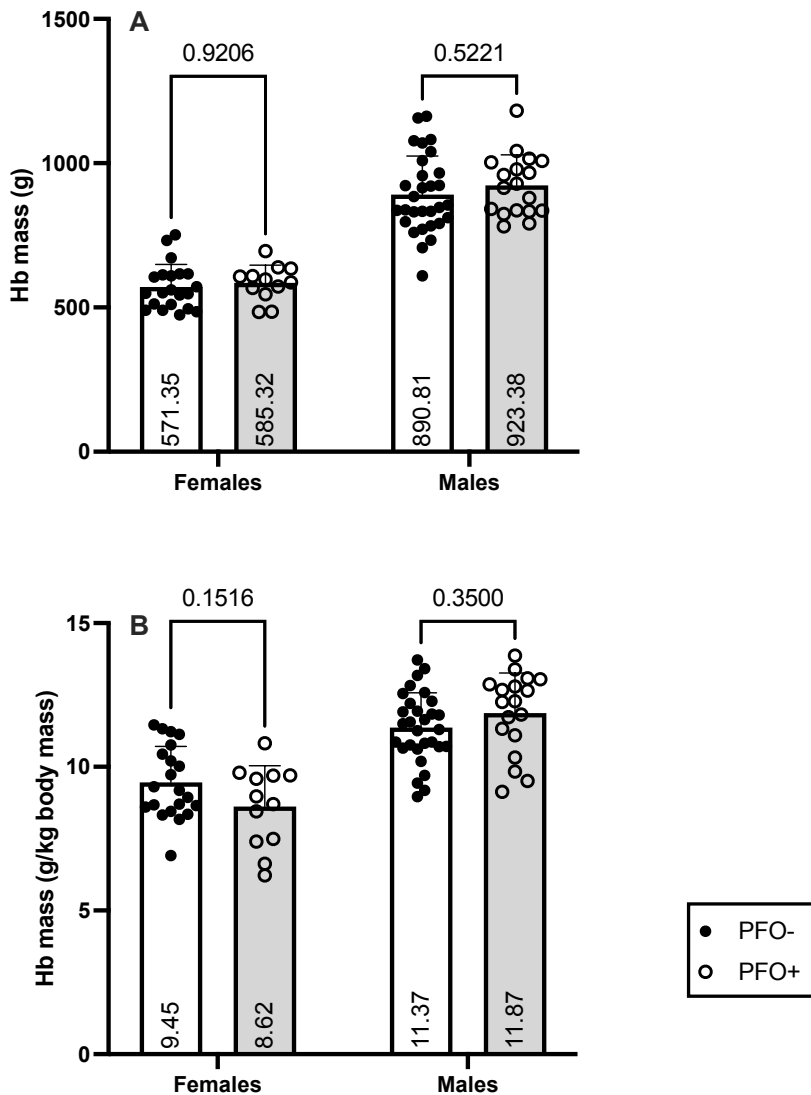 A
1500
1000
500
0
Hb mass (g)
0.9206
0.5221
571.35
585.32
890.81
923.38
Females
Males
B
15
10
5
0
Hb mass (g/kg body mass)
0.1516
0.3500
9.45
8.62
11.37
11.87
Females
Males
PFO-
PFO+